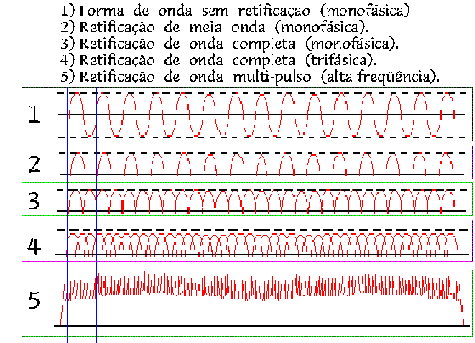 1) Forma de onda sem retificação (monofásica)
2) Retificação de meia onda (monofásica).
3) Retificação de onda completa (monofásica).
4) Retificação de onda completa (trifásica).
5) Retificação de onda multi-pulso (alta freqüência).
1
2
3
4
5